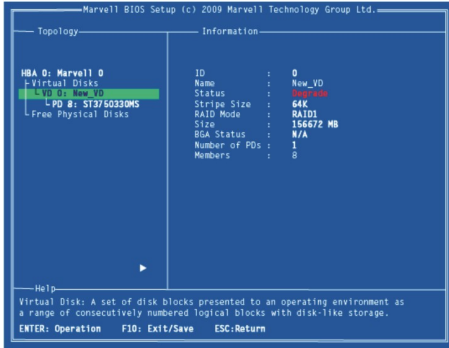 Marvell BIOS Setup (c) 2009 Marvell Technology Group Ltd.
Topology
Information
HBA 0: Marvell 0
Virtual Disks
VD 0: New_VD
PD 8: ST3750330MS
Free Physical Disks
ID : 0
Name : New_VD
Status : Degrade
Stripe Size : 64K
RAID Mode : RAID1
Size : 156672 MB
BGA Status : N/A
Number of PDs : 1
Members : 8
Help
Virtual Disk: A set of disk blocks presented to an operating environment as
a range of consecutively numbered logical blocks with disk-like storage.
ENTER: Operation F10: Exit/Save ESC:Return